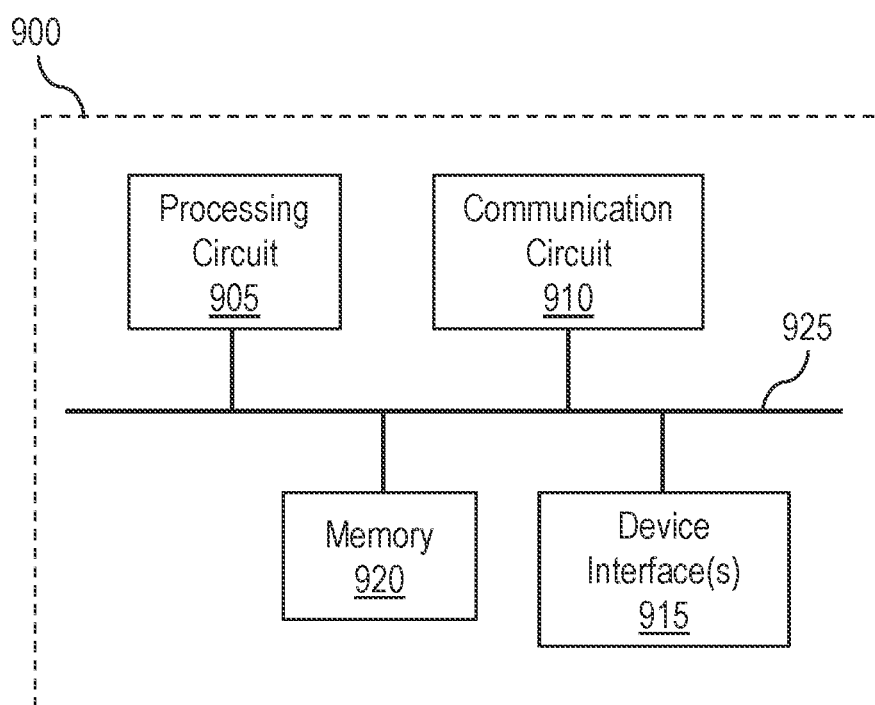 900
Processing
Circuit
905
Communication
Circuit
910
925
Memory
920
Device
Interface(s)
915